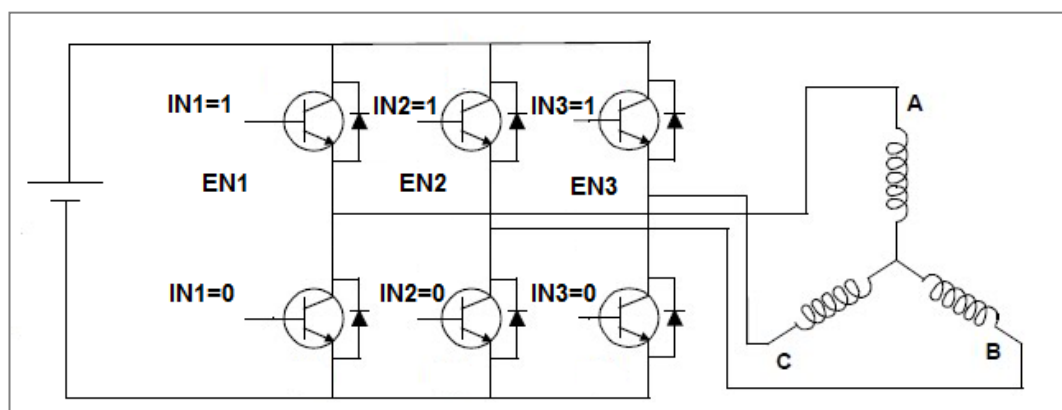 A
IN1=1 IN2=1 IN3=1
EN1 EN2 EN3
IN1=0 IN2=0 IN3=0
C B